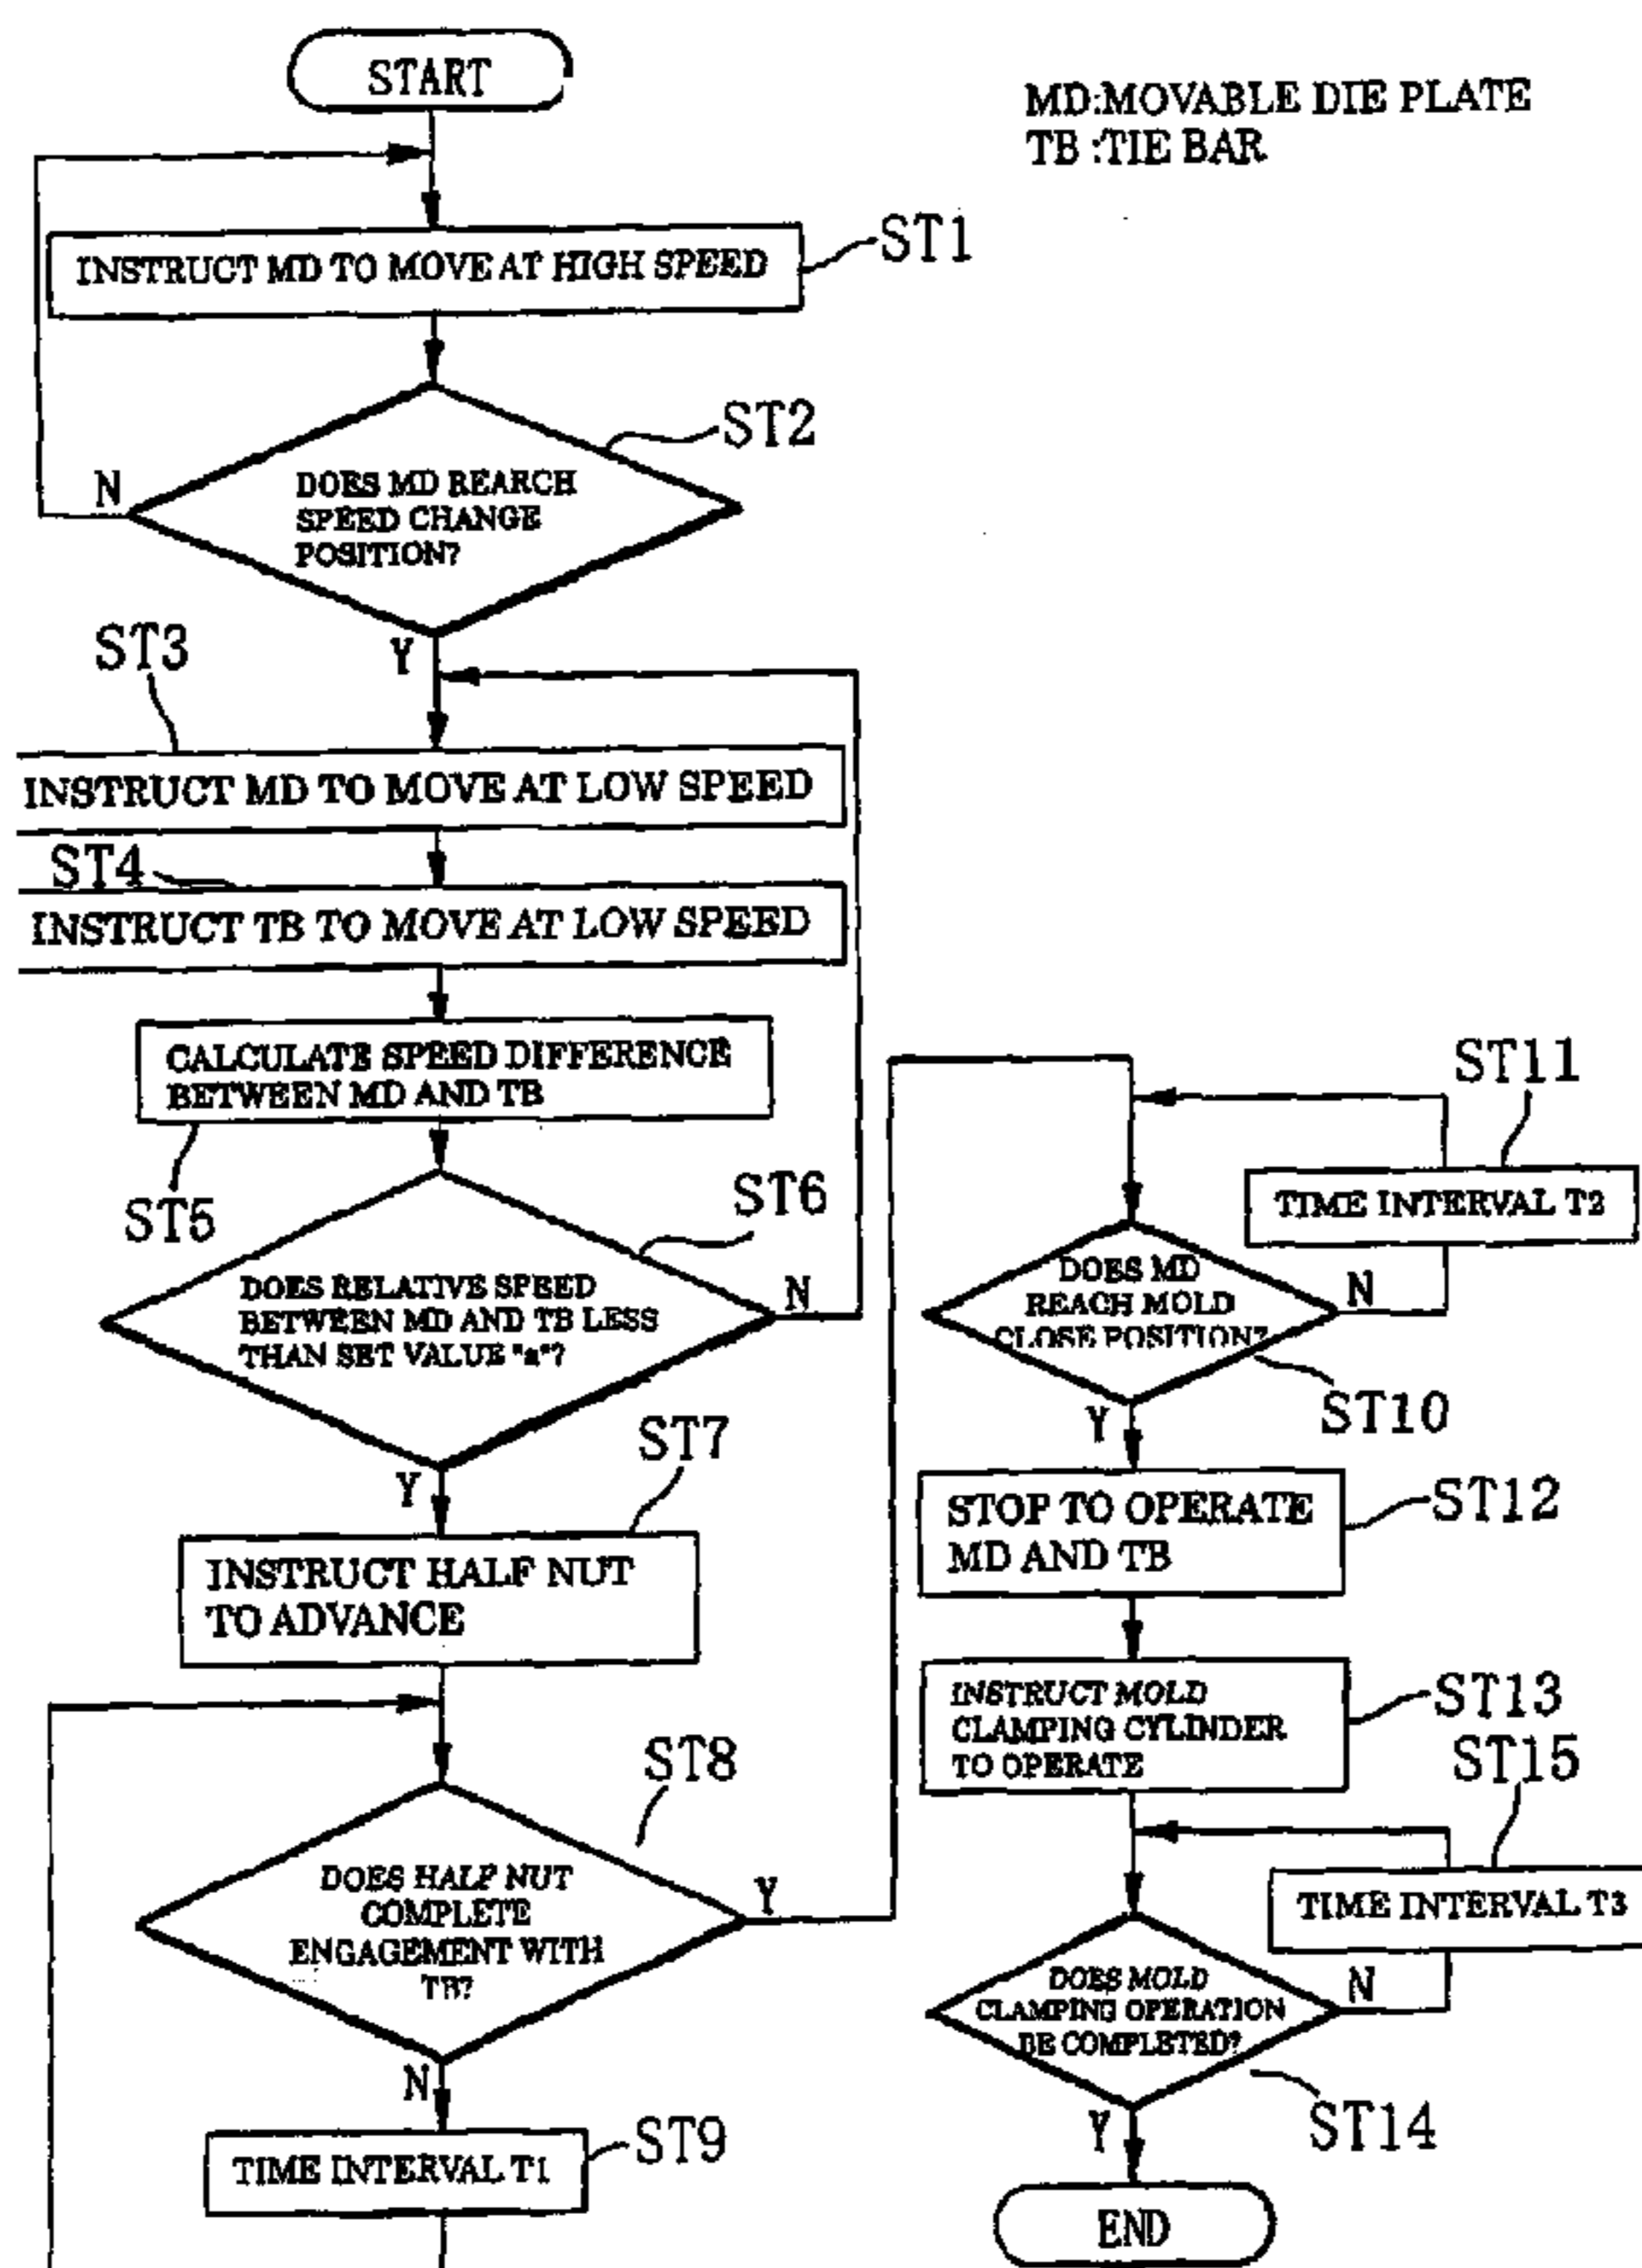 START
MD:MOVABLE DIE PLATE
TB :TIE BAR
INSTRUCT MD TO MOVE AT HIGH SPEED
ST1
ST2
DOES MD REARCH
SPEED CHANGE
POSITION?
N
Y
ST3
INSTRUCT MD TO MOVE AT LOW SPEED
ST4
INSTRUCT TB TO MOVE AT LOW SPEED
CALCULATE SPEED DIFFERENCE
BETWEEN MD AND TB
ST5
ST6
DOES RELATIVE SPEED
BETWEEN MD AND TB LESS
THAN SET VALUE "a"?
N
Y
ST7
INSTRUCT HALF NUT
TO ADVANCE
ST8
DOES HALF NUT
COMPLETE
ENGAGEMENT WITH
TB?
Y
N
TIME INTERVAL T1
ST9
ST11
TIME INTERVAL T2
DOES MD
REACH MOLD
CLOSE POSITION?
N
ST10
Y
STOP TO OPERATE
MD AND TB
ST12
INSTRUCT MOLD
CLAMPING CYLINDER
TO OPERATE
ST13
ST15
TIME INTERVAL T3
DOES MOLD
CLAMPING OPERATION
BE COMPLETED?
N
ST14
Y
END